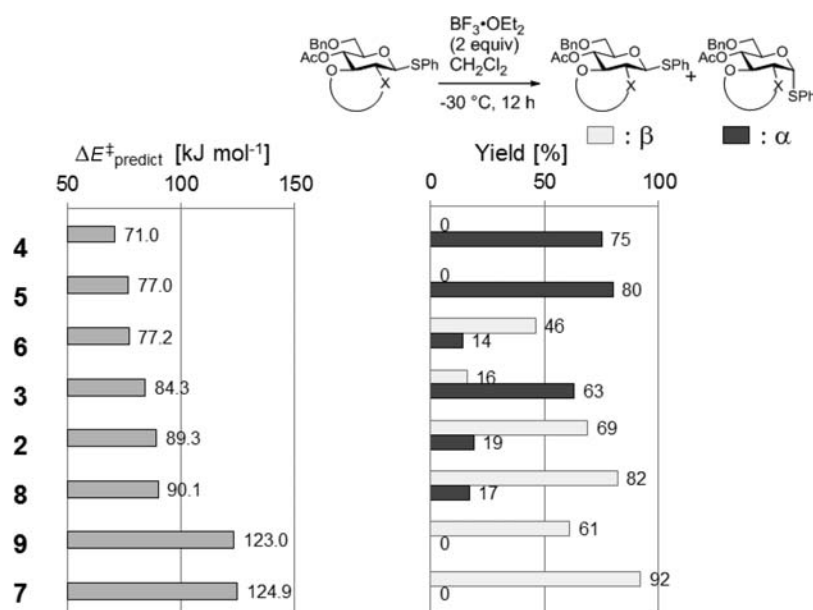 BF₃•OEt₂
(2 equiv)
CH₂Cl₂
-30 °C, 12 h
BnO
AcO
O
O
X
SPh
BnO
AcO
O
O
X
SPh
+
BnO
AcO
O
O
X
SPh
: β
: α
ΔE‡predict [kJ mol⁻¹]
50 100 150
Yield [%]
0 50 100
4 71.0 0 75
5 77.0 0 80
6 77.2 46 14
3 84.3 16 63
2 89.3 69 19
8 90.1 82 17
9 123.0 61 0
7 124.9 92 0